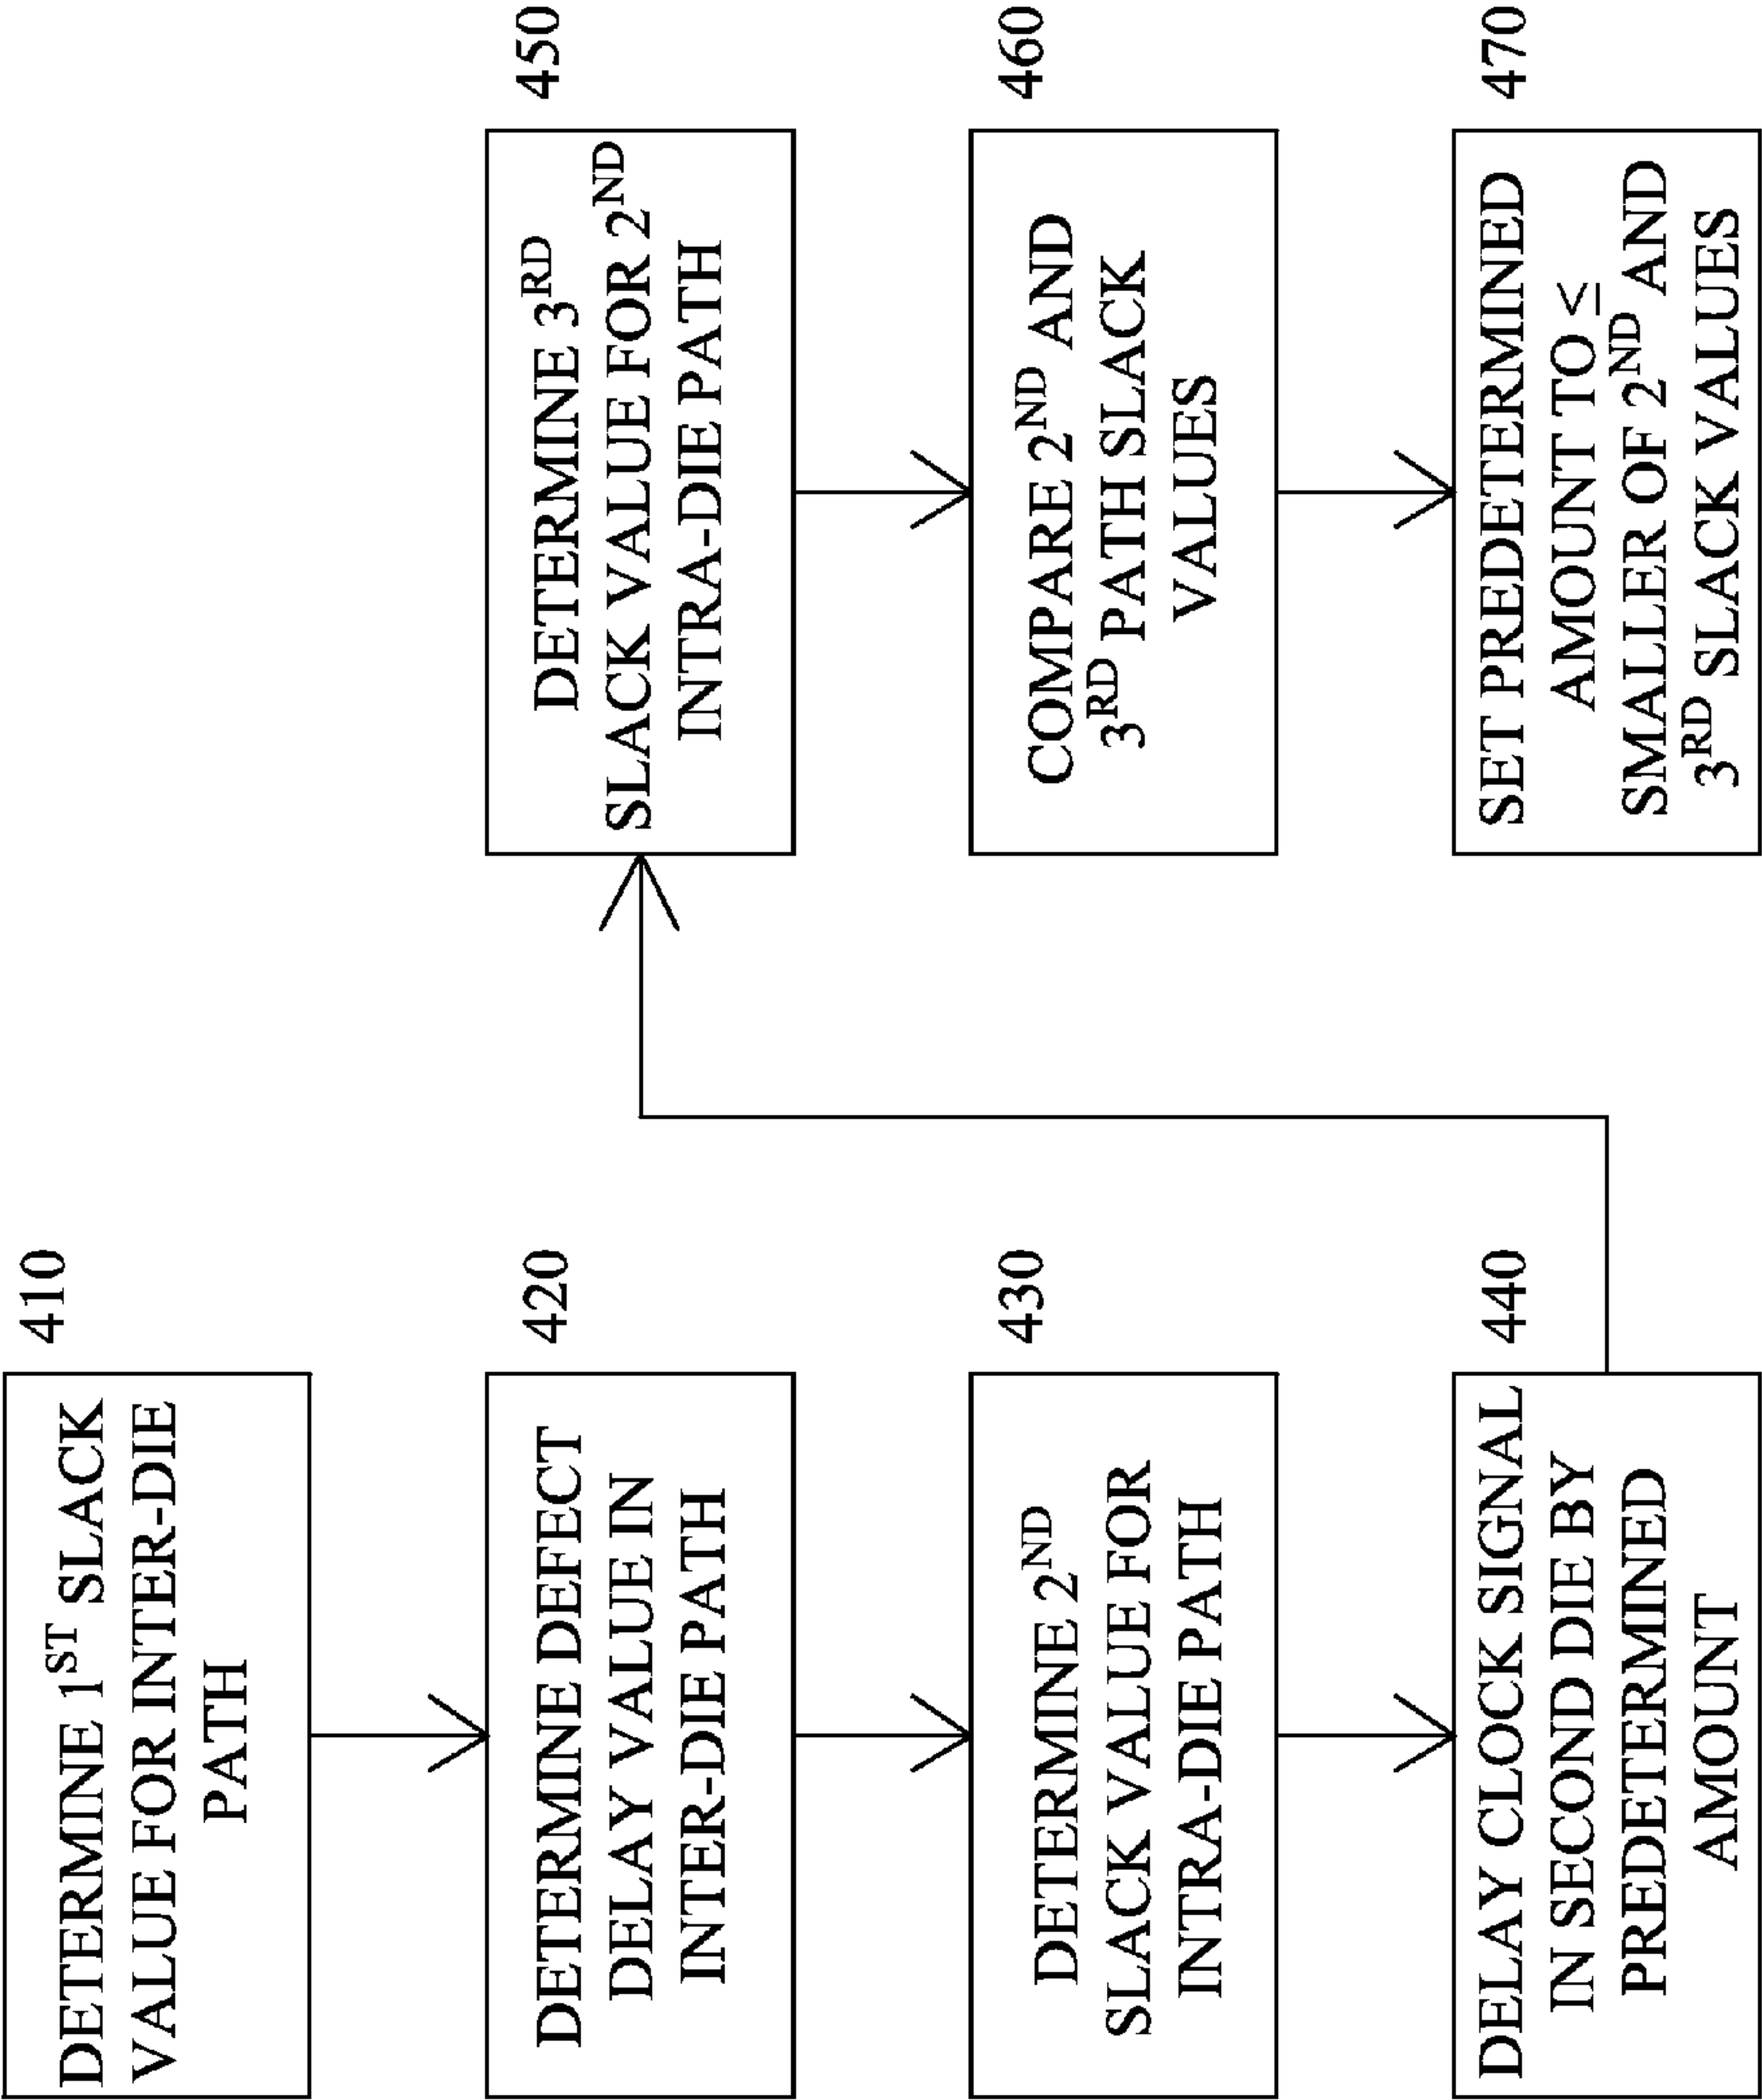 410
DETERMINE 1ST SLACK
VALUE FOR INTER-DIE
PATH
420
DETERMINE DEFECT
DELAY VALUE IN
INTER-DIE PATH
430
DETERMINE 2ND
SLACK VALUE FOR
INTRA-DIE PATH
440
DELAY CLOCK SIGNAL
IN SECOND DIE BY
PREDETERMINED
AMOUNT
450
DETERMINE 3RD
SLACK VALUE FOR 2ND
INTRA-DIE PATH
460
COMPARE 2ND AND
3RD PATH SLACK
VALUES
470
SET PREDETERMINED
AMOUNT TO ≤
SMALLER OF 2ND AND
3RD SLACK VALUES